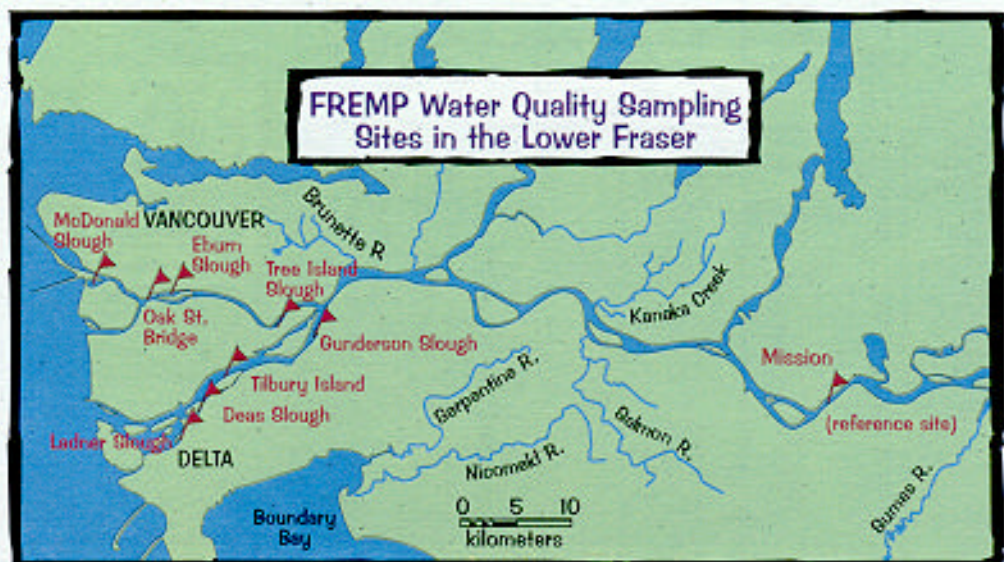 FREMP Water Quality Sampling
Sites in the Lower Fraser
McDonald
Slough
VANCOUVER
Eburn
Slough
Brunette R.
Tree Island
Slough
Oak St.
Bridge
Gunderson Slough
Kanaka Creek
Tilbury Island
Deas Slough
Ladner Slough
DELTA
Serpentine R.
Nicomekl R.
Salmon R.
Mission
(reference site)
Sumas R.
Boundary
Bay
0 5 10
kilometers